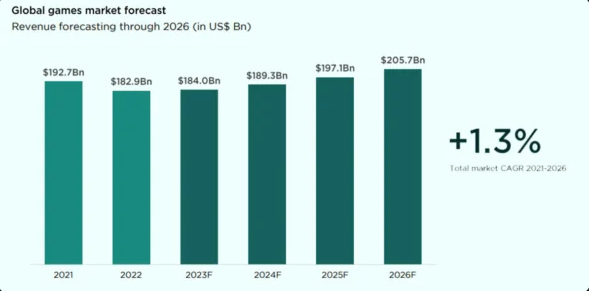 Global games market forecast
Revenue forecasting through 2026 (in US$ Bn)
$192.7Bn
$182.9Bn
$184.0Bn
$189.3Bn
$197.1Bn
$205.7Bn
+1.3%
Total market CAGR 2021-2026
2021
2022
2023F
2024F
2025F
2026F